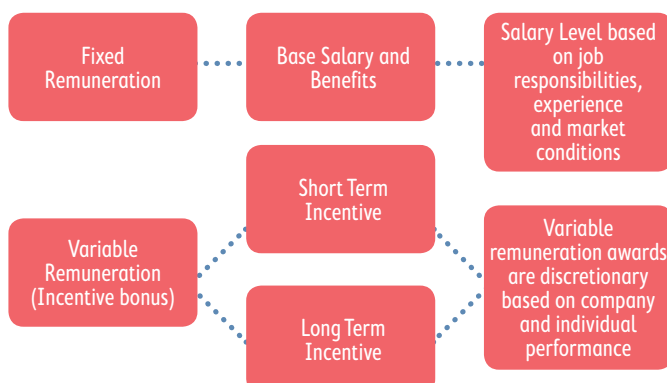 Fixed
Remuneration
Base Salary and
Benefits
Salary Level based
on job
responsibilities,
experience
and market
conditions
Short Term
Incentive
Variable
Remuneration
(Incentive bonus)
Variable
remuneration awards
are discretionary
based on company
and individual
performance
Long Term
Incentive